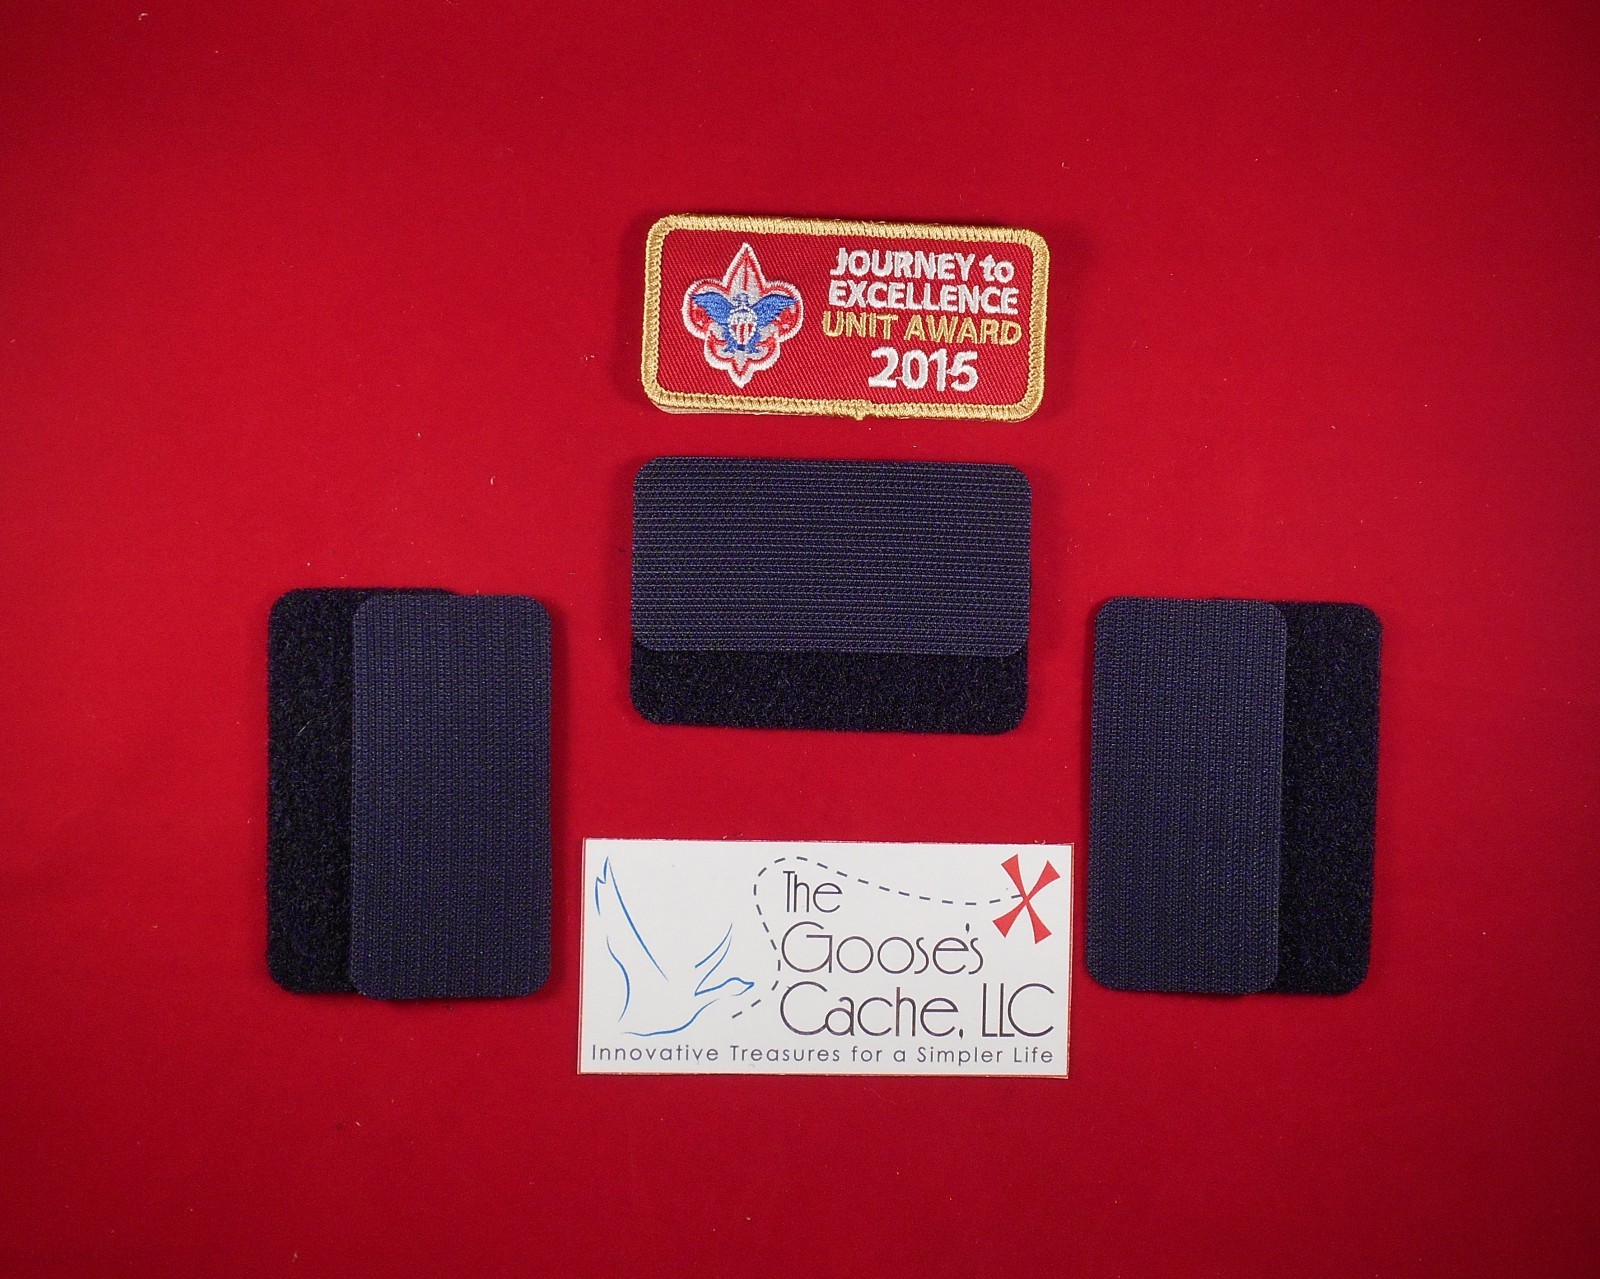 JOURNEY to
EXCELLENCE
UNIT AWARD
2015
The
Goose's
Cache, LLC
Innovative Treasures for a Simpler Life